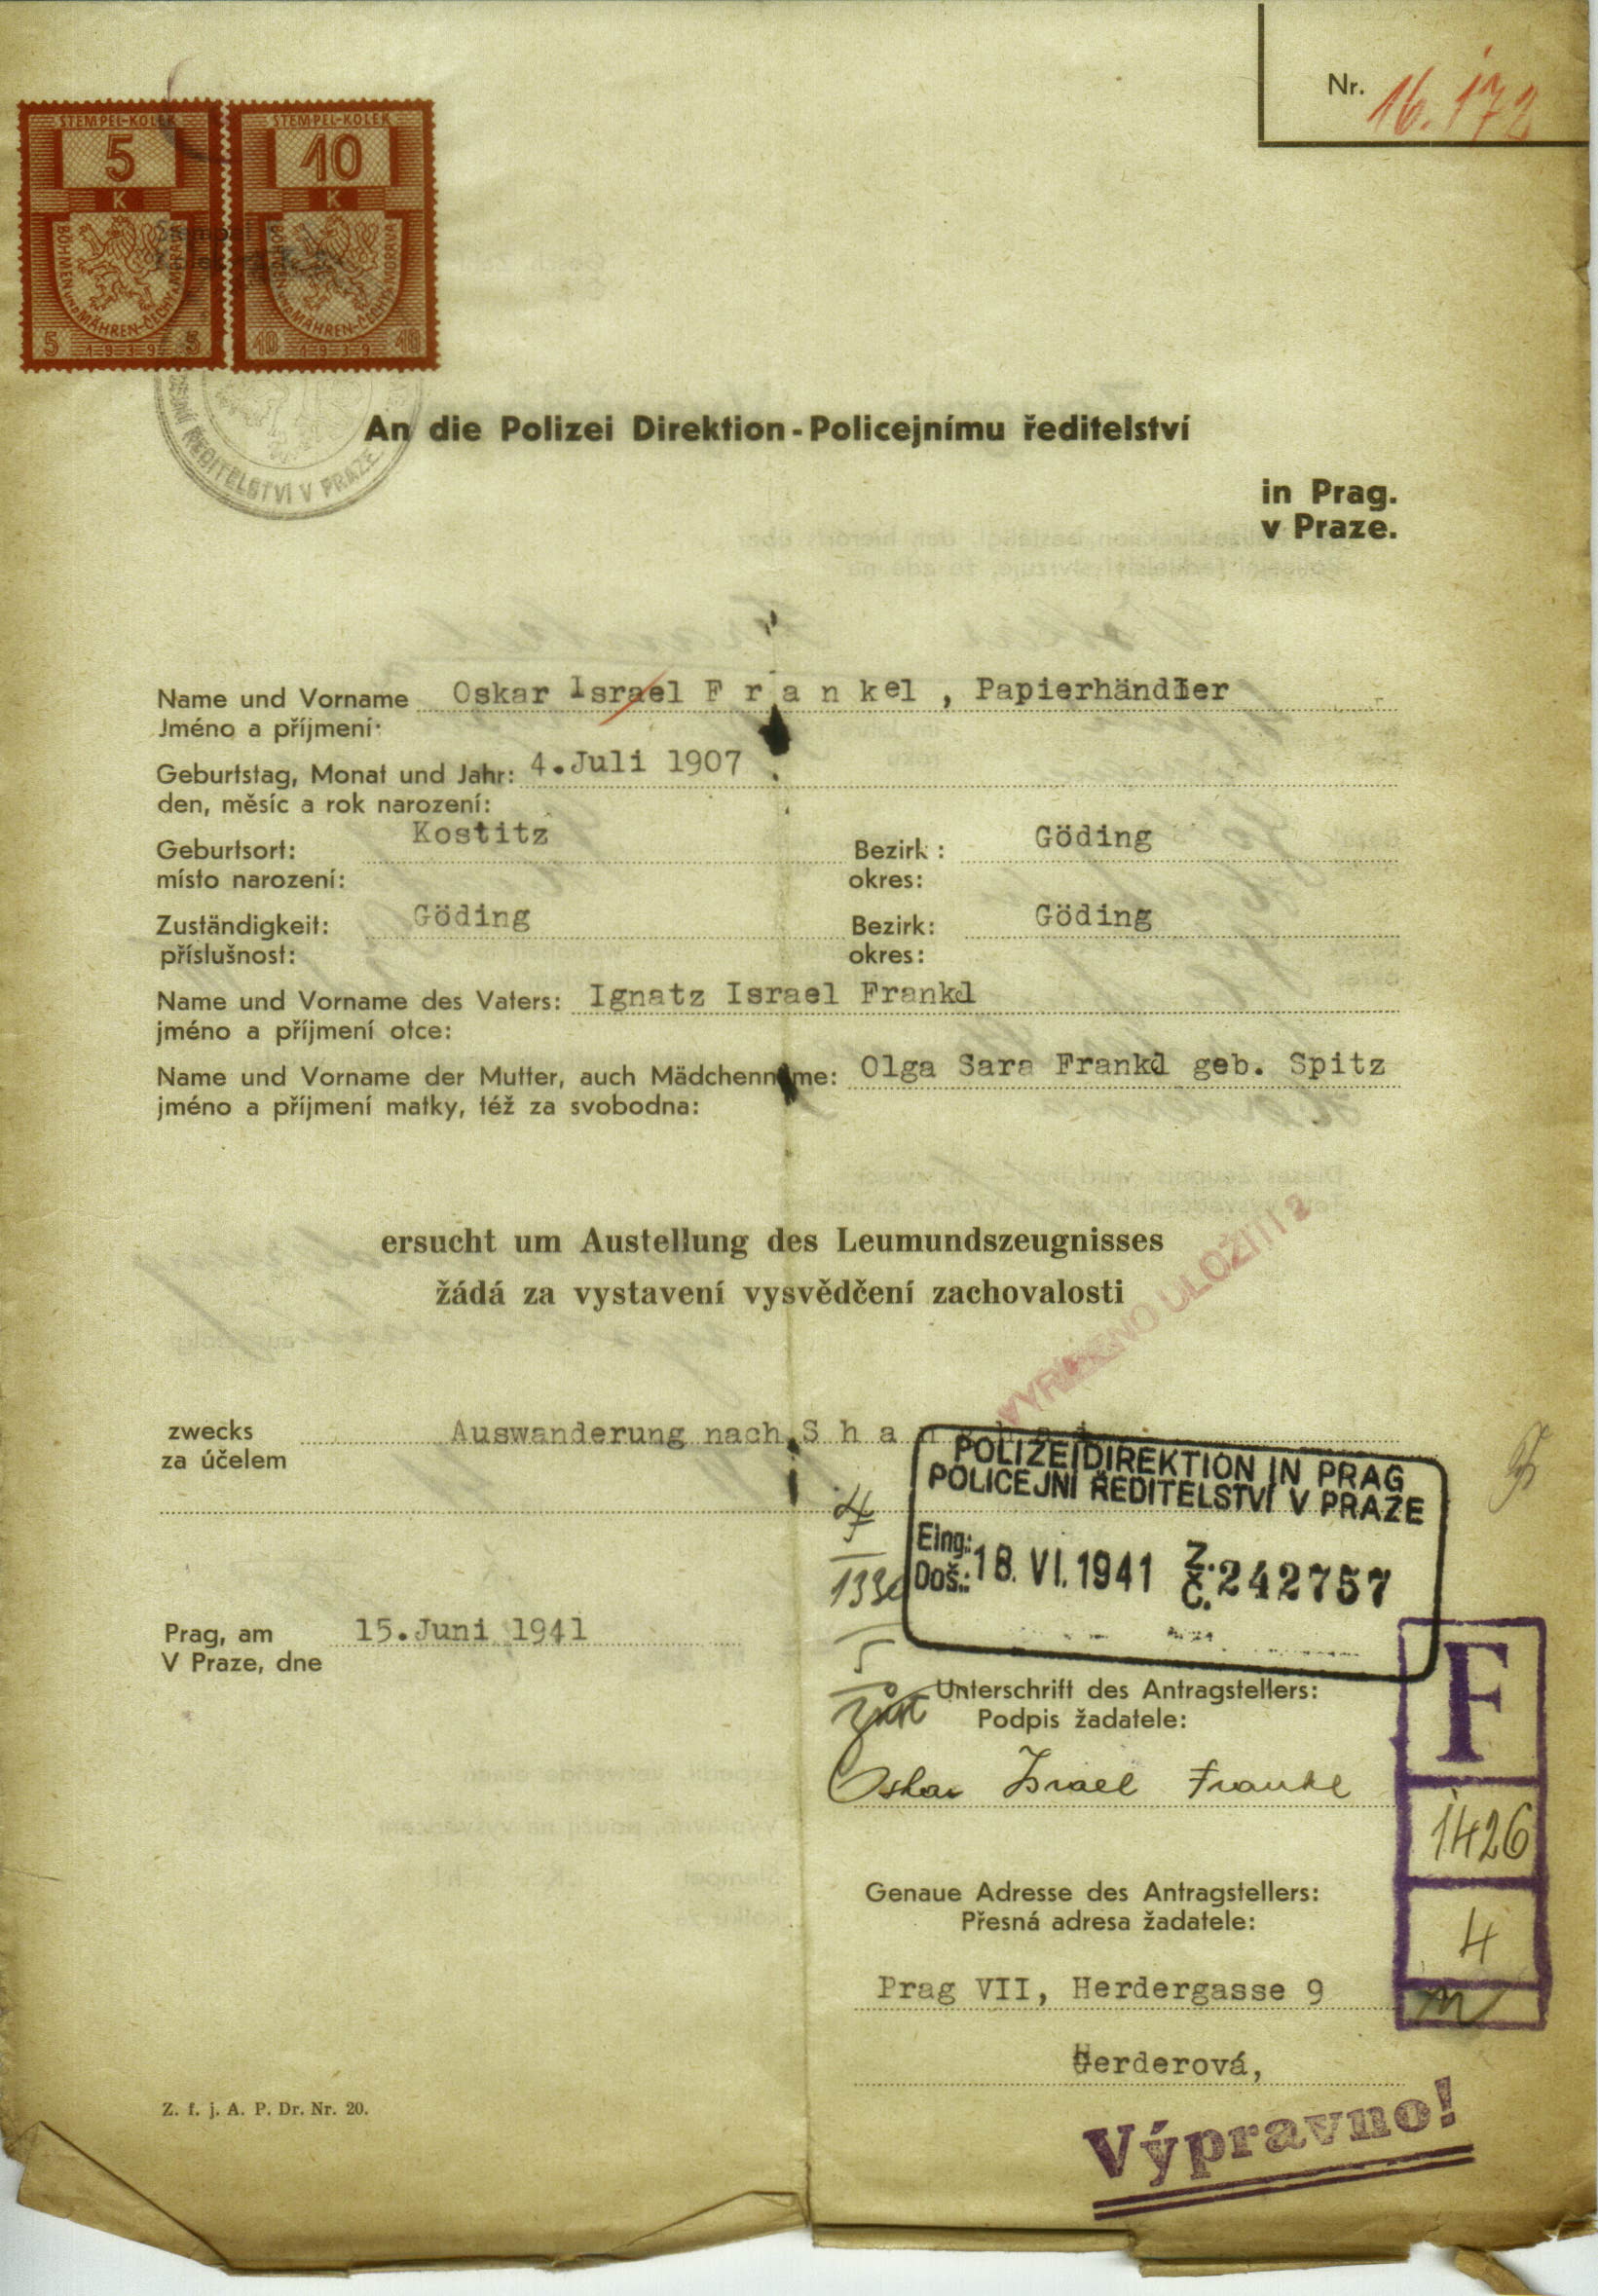 Nr. 16.172
STEMPEL-KOLEK STEMPEL-KOLEK
5 10
K K
BÖHMEN UND MÄHREN-ČECHY A MORAVA BÖHMEN UND MÄHREN-ČECHY A MORAVA
5 1939 5 10 1939 10
ŘEDITELSTVÍ V PRAZE
An die Polizei Direktion - Policejnímu ředitelství
in Prag.
v Praze.
Name und Vorname Oskar Israel F r a n k e l , Papierhändler
Jméno a příjmení:
Geburtstag, Monat und Jahr: 4.Juli 1907
den, měsíc a rok narození:
Geburtsort: Kostitz Bezirk: Göding
místo narození: okres:
Zuständigkeit: Göding Bezirk: Göding
příslušnost: okres:
Name und Vorname des Vaters: Ignatz Israel Frankl
jméno a příjmení otce:
Name und Vorname der Mutter, auch Mädchenname: Olga Sara Frankl geb. Spitz
jméno a příjmení matky, též za svobodna:
ersucht um Austellung des Leumundszeugnisses
žádá za vystavení vysvědčení zachovalosti
VYŘÍZENO ULOŽITI 2
zwecks Auswanderung nach S h a n g h a i
za účelem
POLIZEIDIREKTION IN PRAG
POLICEJNÍ ŘEDITELSTVÍ V PRAZE
Eing.:
Doš.: 18. VI. 1941 Z. Č. 242757
Prag, am 15.Juni 1941
V Praze, dne
Unterschrift des Antragstellers:
Podpis žadatele:
Oskar Israel Frankl
F
1426
4
Genaue Adresse des Antragstellers:
Přesná adresa žadatele:
Prag VII, Herdergasse 9
Herderová,
Z. f. j. A. P. Dr. Nr. 20.
Výpravno!